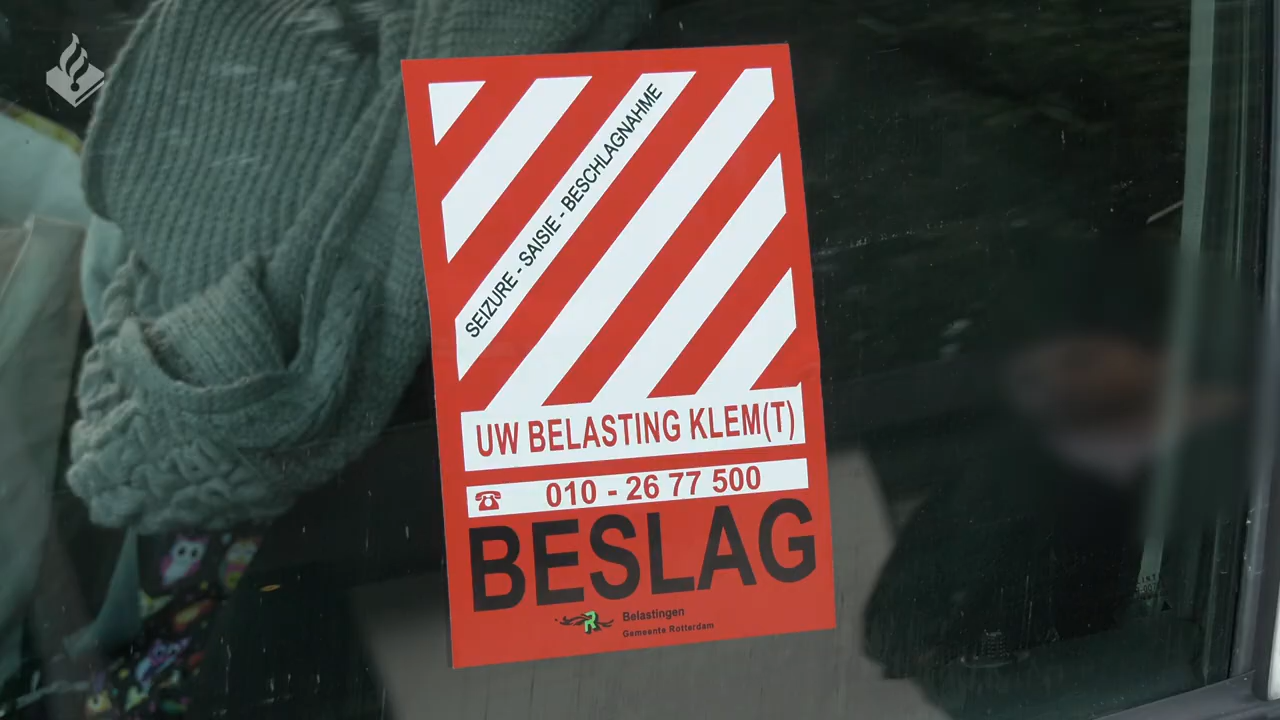 SEIZURE - SAISIE - BESCHLAGNAHME
UW BELASTING KLEM(T)
010 - 26 77 500
BESLAG
R
Belastingen
Gemeente Rotterdam